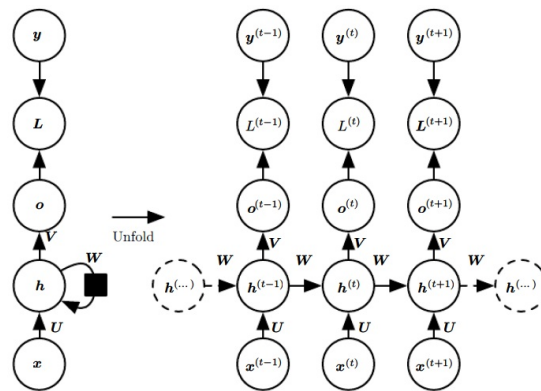 y y^(t−1) y^(t) y^(t+1)
L L^(t−1) L^(t) L^(t+1)
o o^(t−1) o^(t) o^(t+1)
V V V V
Unfold
W W W W W
h h^(...) h^(t−1) h^(t) h^(t+1) h^(...)
U U U U
x x^(t−1) x^(t) x^(t+1)